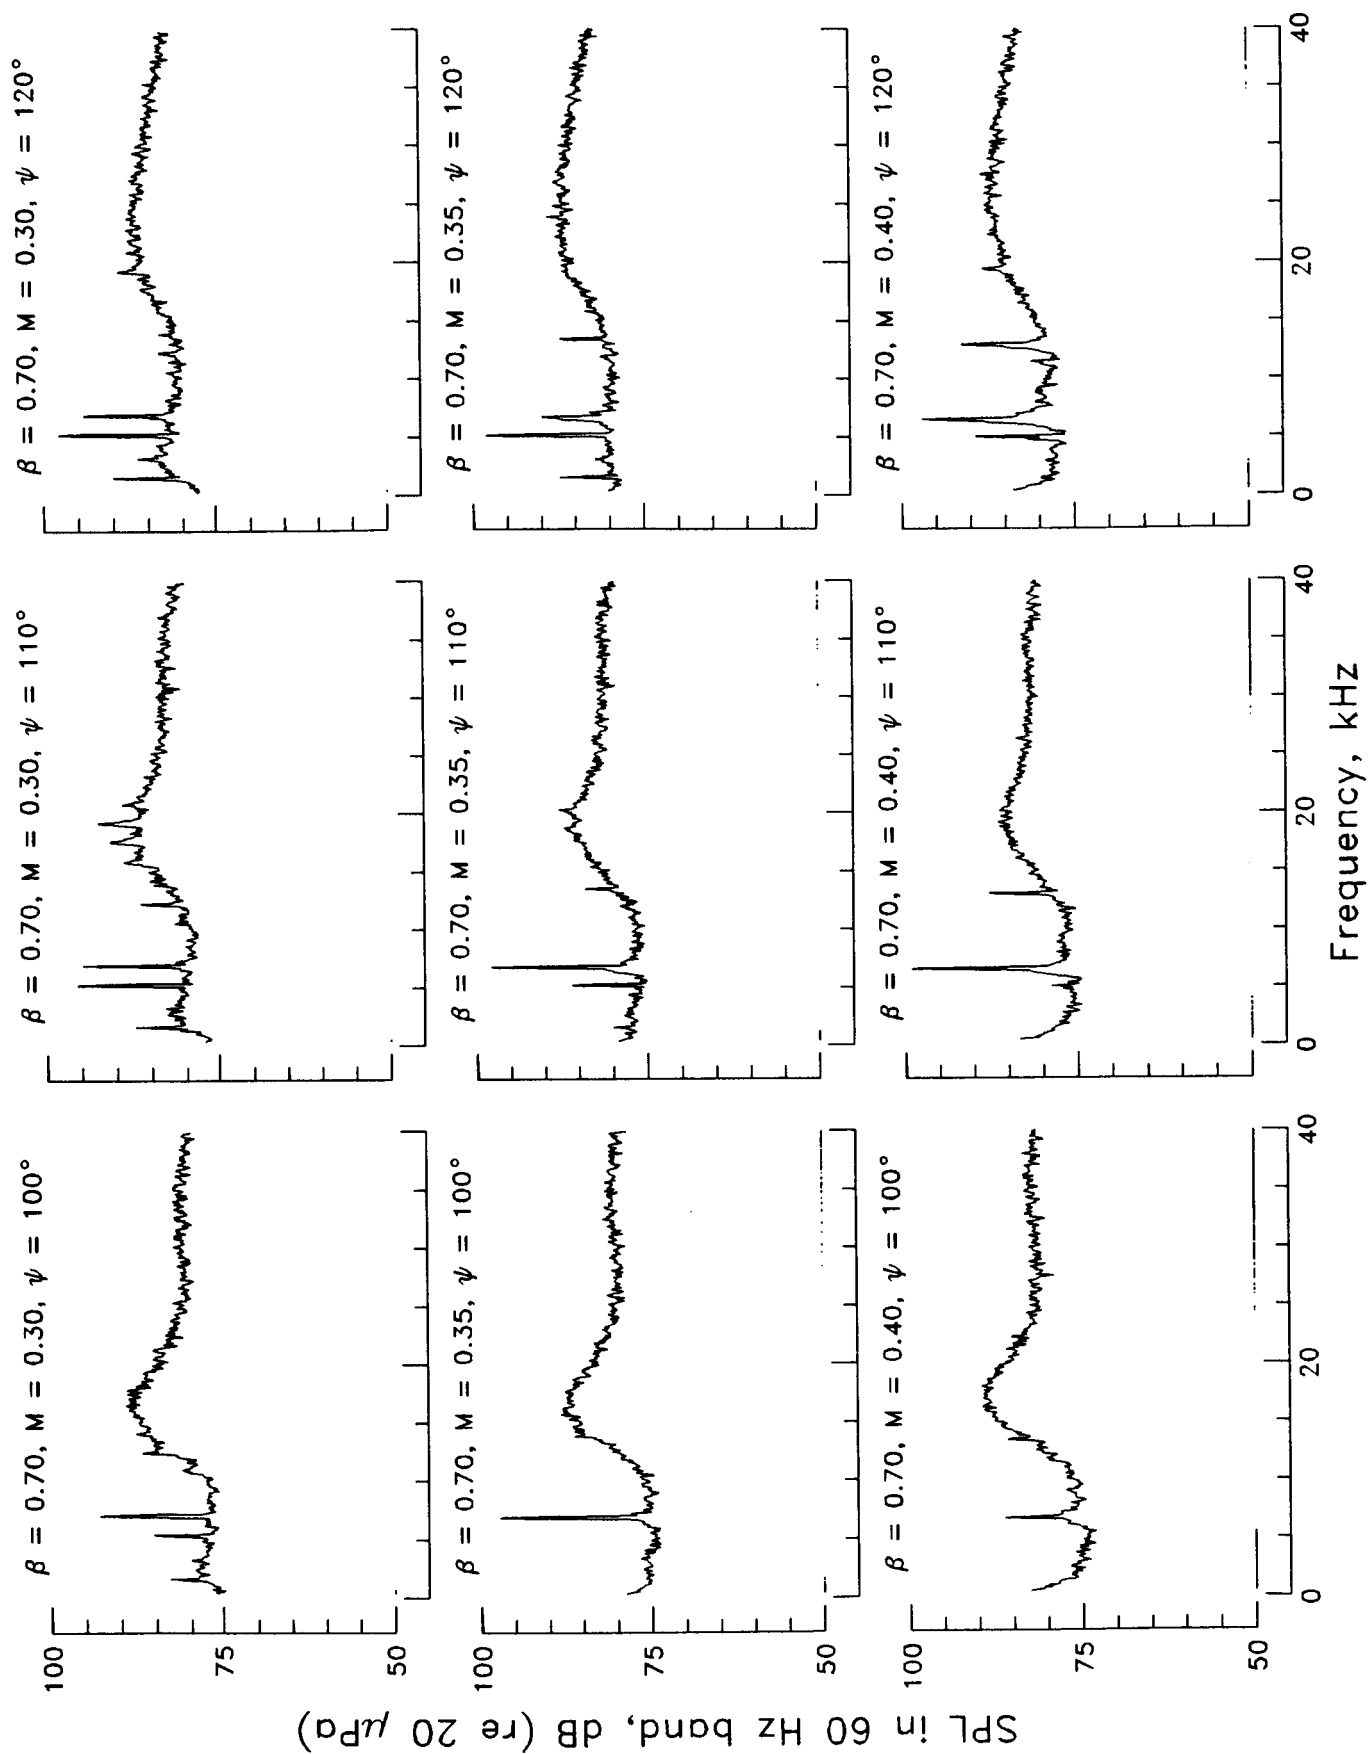 β = 0.70, M = 0.30, ψ = 100°
β = 0.70, M = 0.30, ψ = 110°
β = 0.70, M = 0.30, ψ = 120°
100
75
50
β = 0.70, M = 0.35, ψ = 100°
β = 0.70, M = 0.35, ψ = 110°
β = 0.70, M = 0.35, ψ = 120°
100
75
50
β = 0.70, M = 0.40, ψ = 100°
β = 0.70, M = 0.40, ψ = 110°
β = 0.70, M = 0.40, ψ = 120°
100
75
50
0 20 40
0 20 40
0 20 40
SPL in 60 Hz band, dB (re 20 μPa)
Frequency, kHz